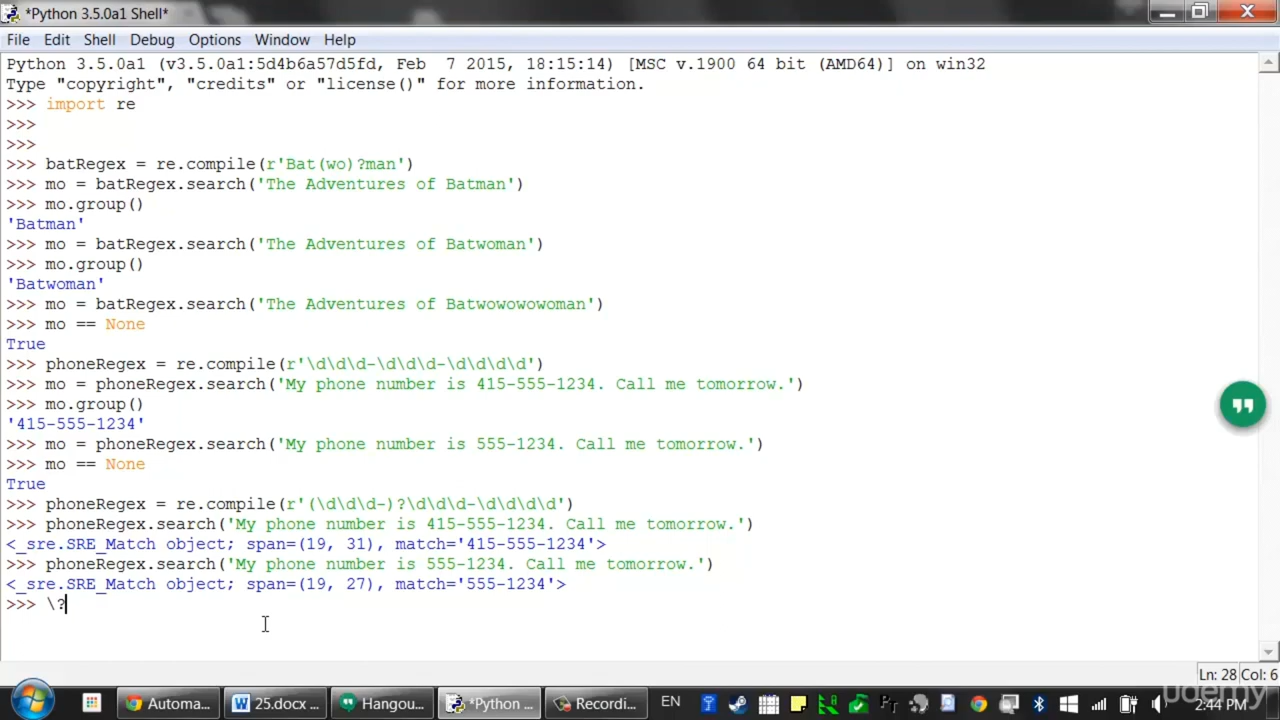 *Python 3.5.0a1 Shell*
File Edit Shell Debug Options Window Help
Python 3.5.0a1 (v3.5.0a1:5d4b6a57d5fd, Feb  7 2015, 18:15:14) [MSC v.1900 64 bit (AMD64)] on win32
Type "copyright", "credits" or "license()" for more information.
>>> import re
>>>
>>>
>>> batRegex = re.compile(r'Bat(wo)?man')
>>> mo = batRegex.search('The Adventures of Batman')
>>> mo.group()
'Batman'
>>> mo = batRegex.search('The Adventures of Batwoman')
>>> mo.group()
'Batwoman'
>>> mo = batRegex.search('The Adventures of Batwowowowoman')
>>> mo == None
True
>>> phoneRegex = re.compile(r'\d\d\d-\d\d\d-\d\d\d\d')
>>> mo = phoneRegex.search('My phone number is 415-555-1234. Call me tomorrow.')
>>> mo.group()
'415-555-1234'
>>> mo = phoneRegex.search('My phone number is 555-1234. Call me tomorrow.')
>>> mo == None
True
>>> phoneRegex = re.compile(r'(\d\d\d-)?\d\d\d-\d\d\d\d')
>>> phoneRegex.search('My phone number is 415-555-1234. Call me tomorrow.')
<_sre.SRE_Match object; span=(19, 31), match='415-555-1234'>
>>> phoneRegex.search('My phone number is 555-1234. Call me tomorrow.')
<_sre.SRE_Match object; span=(19, 27), match='555-1234'>
>>> \?
Ln: 28 Col: 6
Automa... 25.docx ... Hangou... *Python ... Recordi... EN Pr 2:44 PM
udemy